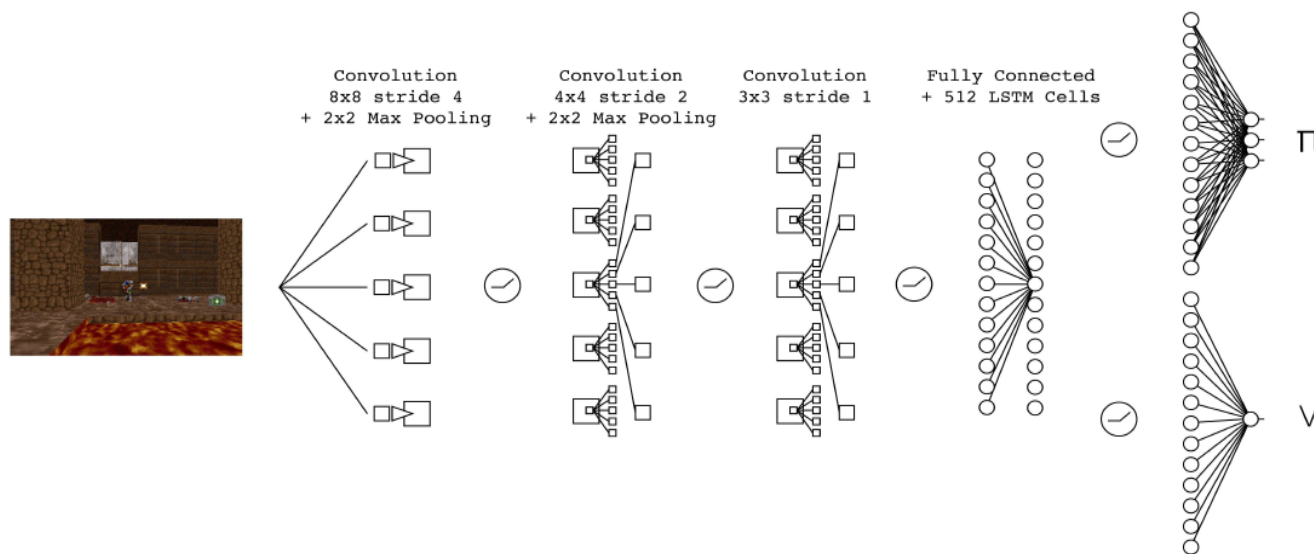 Convolution
8x8 stride 4
+ 2x2 Max Pooling
Convolution
4x4 stride 2
+ 2x2 Max Pooling
Convolution
3x3 stride 1
Fully Connected
+ 512 LSTM Cells
π
V